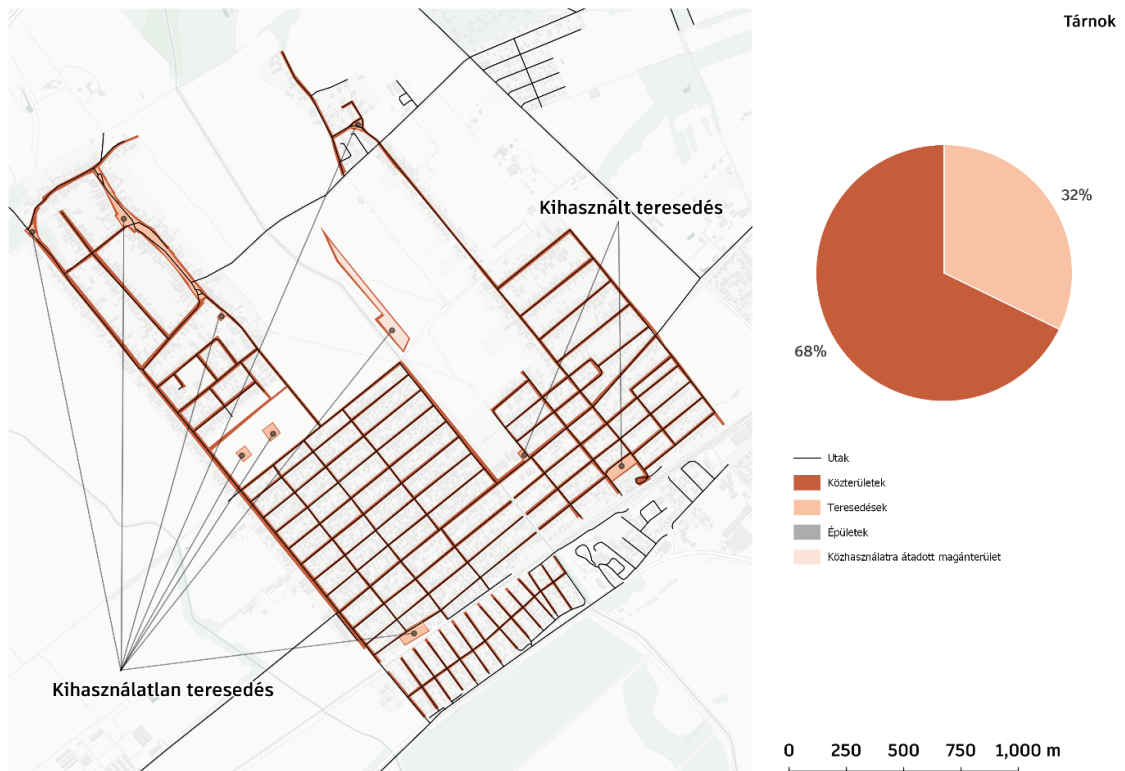 Tárnok
Kihasznált teresedés
32%
68%
Utak
Közterületek
Teresedések
Épületek
Közhasználatra átadott magánterület
Kihasználatlan teresedés
0 250 500 750 1,000 m